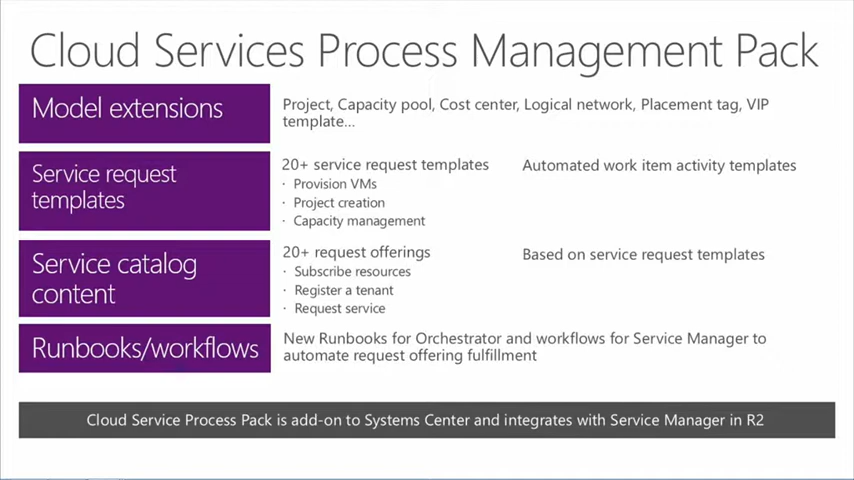 Cloud Services Process Management Pack
Model extensions
Project, Capacity pool, Cost center, Logical network, Placement tag, VIP
template...
Service request
templates
20+ service request templates
· Provision VMs
· Project creation
· Capacity management
Automated work item activity templates
Service catalog
content
20+ request offerings
· Subscribe resources
· Register a tenant
· Request service
Based on service request templates
Runbooks/workflows
New Runbooks for Orchestrator and workflows for Service Manager to
automate request offering fulfillment
Cloud Service Process Pack is add-on to Systems Center and integrates with Service Manager in R2